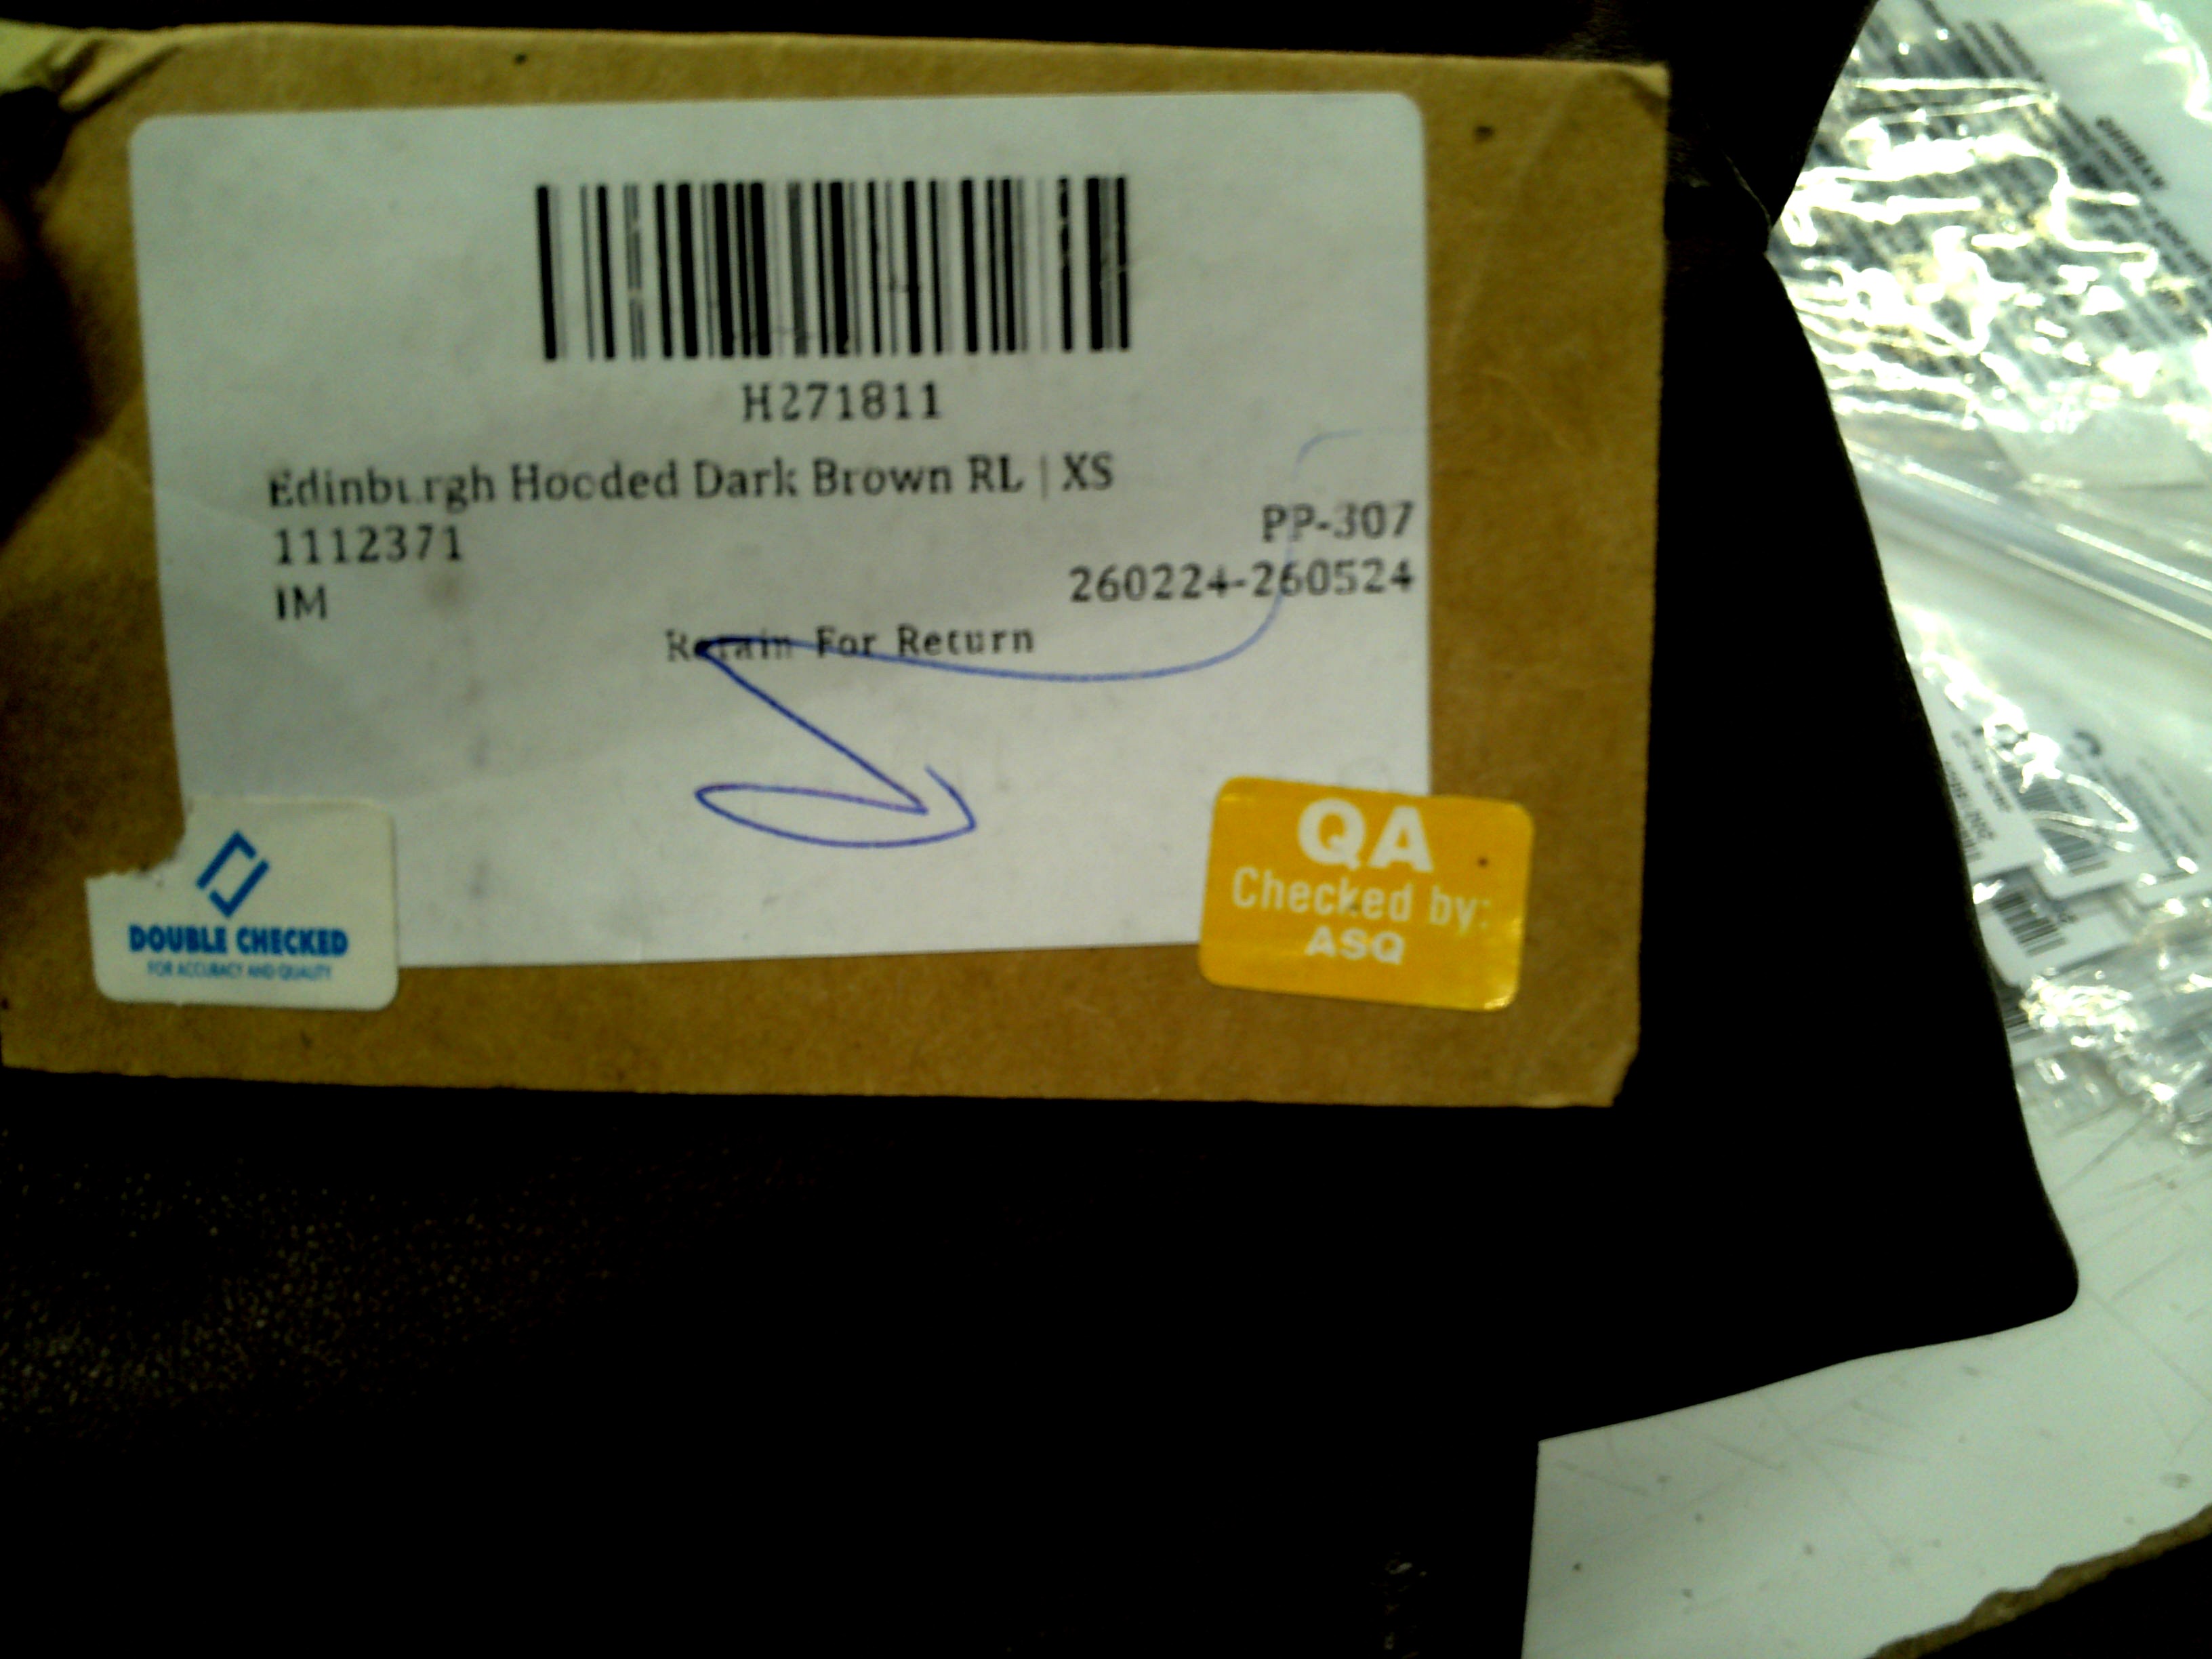 H271811
Edinburgh Hooded Dark Brown RL | XS
1112371
PP-307
IM
260224-260524
Retain For Return
DOUBLE CHECKED
FOR ACCURACY AND QUALITY
QA
Checked by:
ASQ